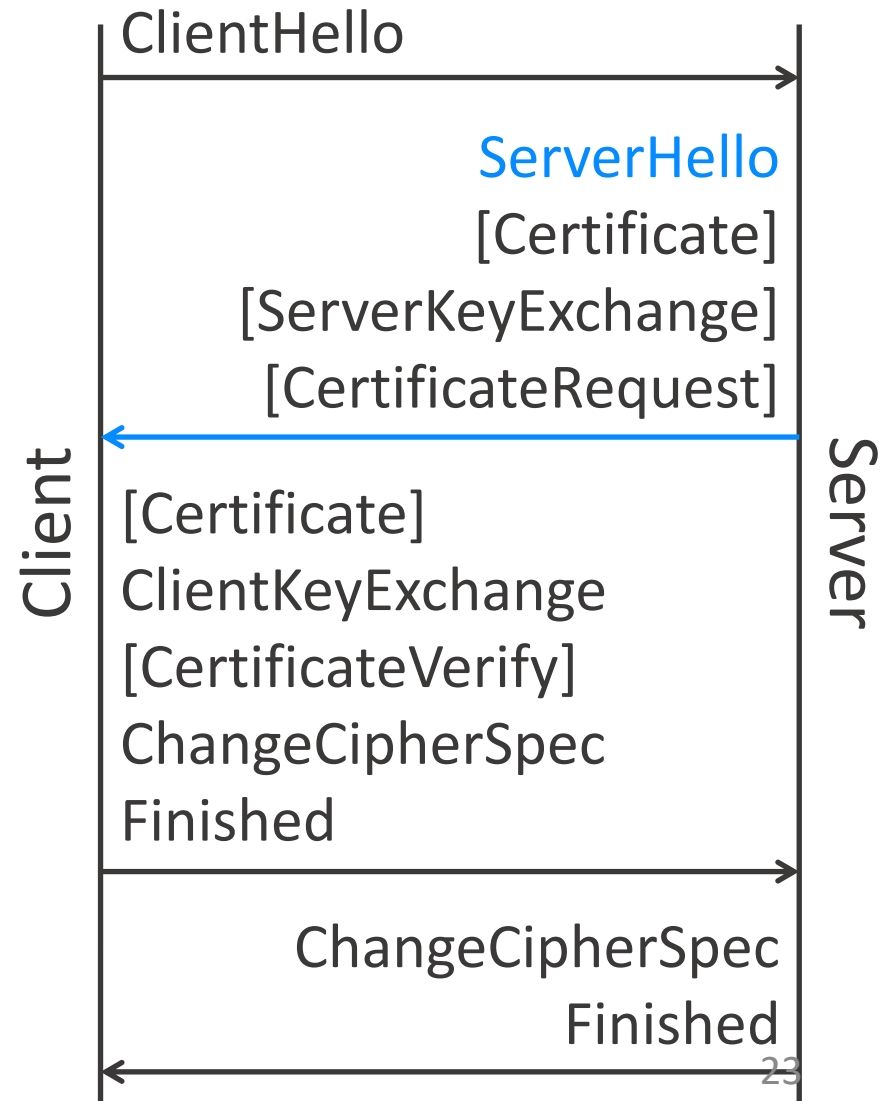 ClientHello
ServerHello
[Certificate]
[ServerKeyExchange]
[CertificateRequest]
Client
Server
[Certificate]
ClientKeyExchange
[CertificateVerify]
ChangeCipherSpec
Finished
ChangeCipherSpec
Finished
23